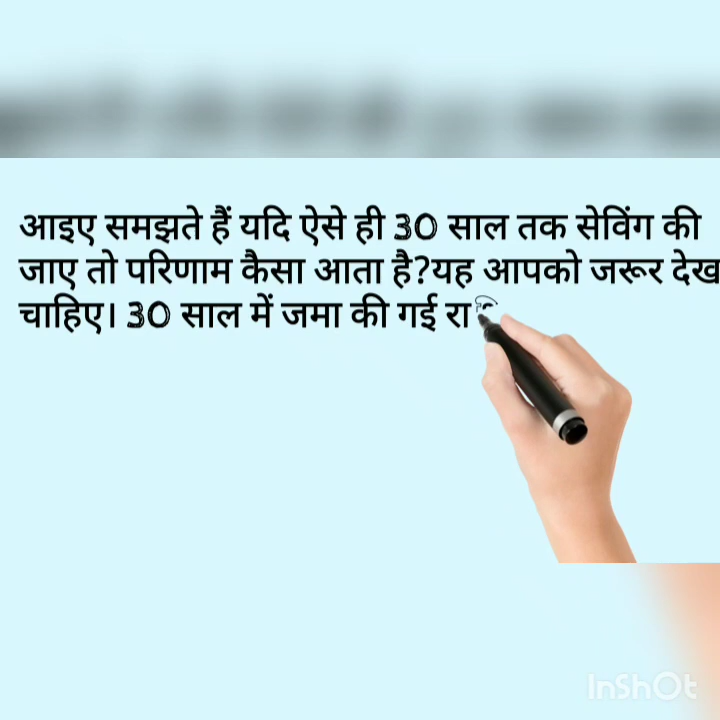 आइए समझते हैं यदि ऐसे ही 30 साल तक सेविंग की
जाए तो परिणाम कैसा आता है?यह आपको जरूर देख
चाहिए। 30 साल में जमा की गई रा
InShOt